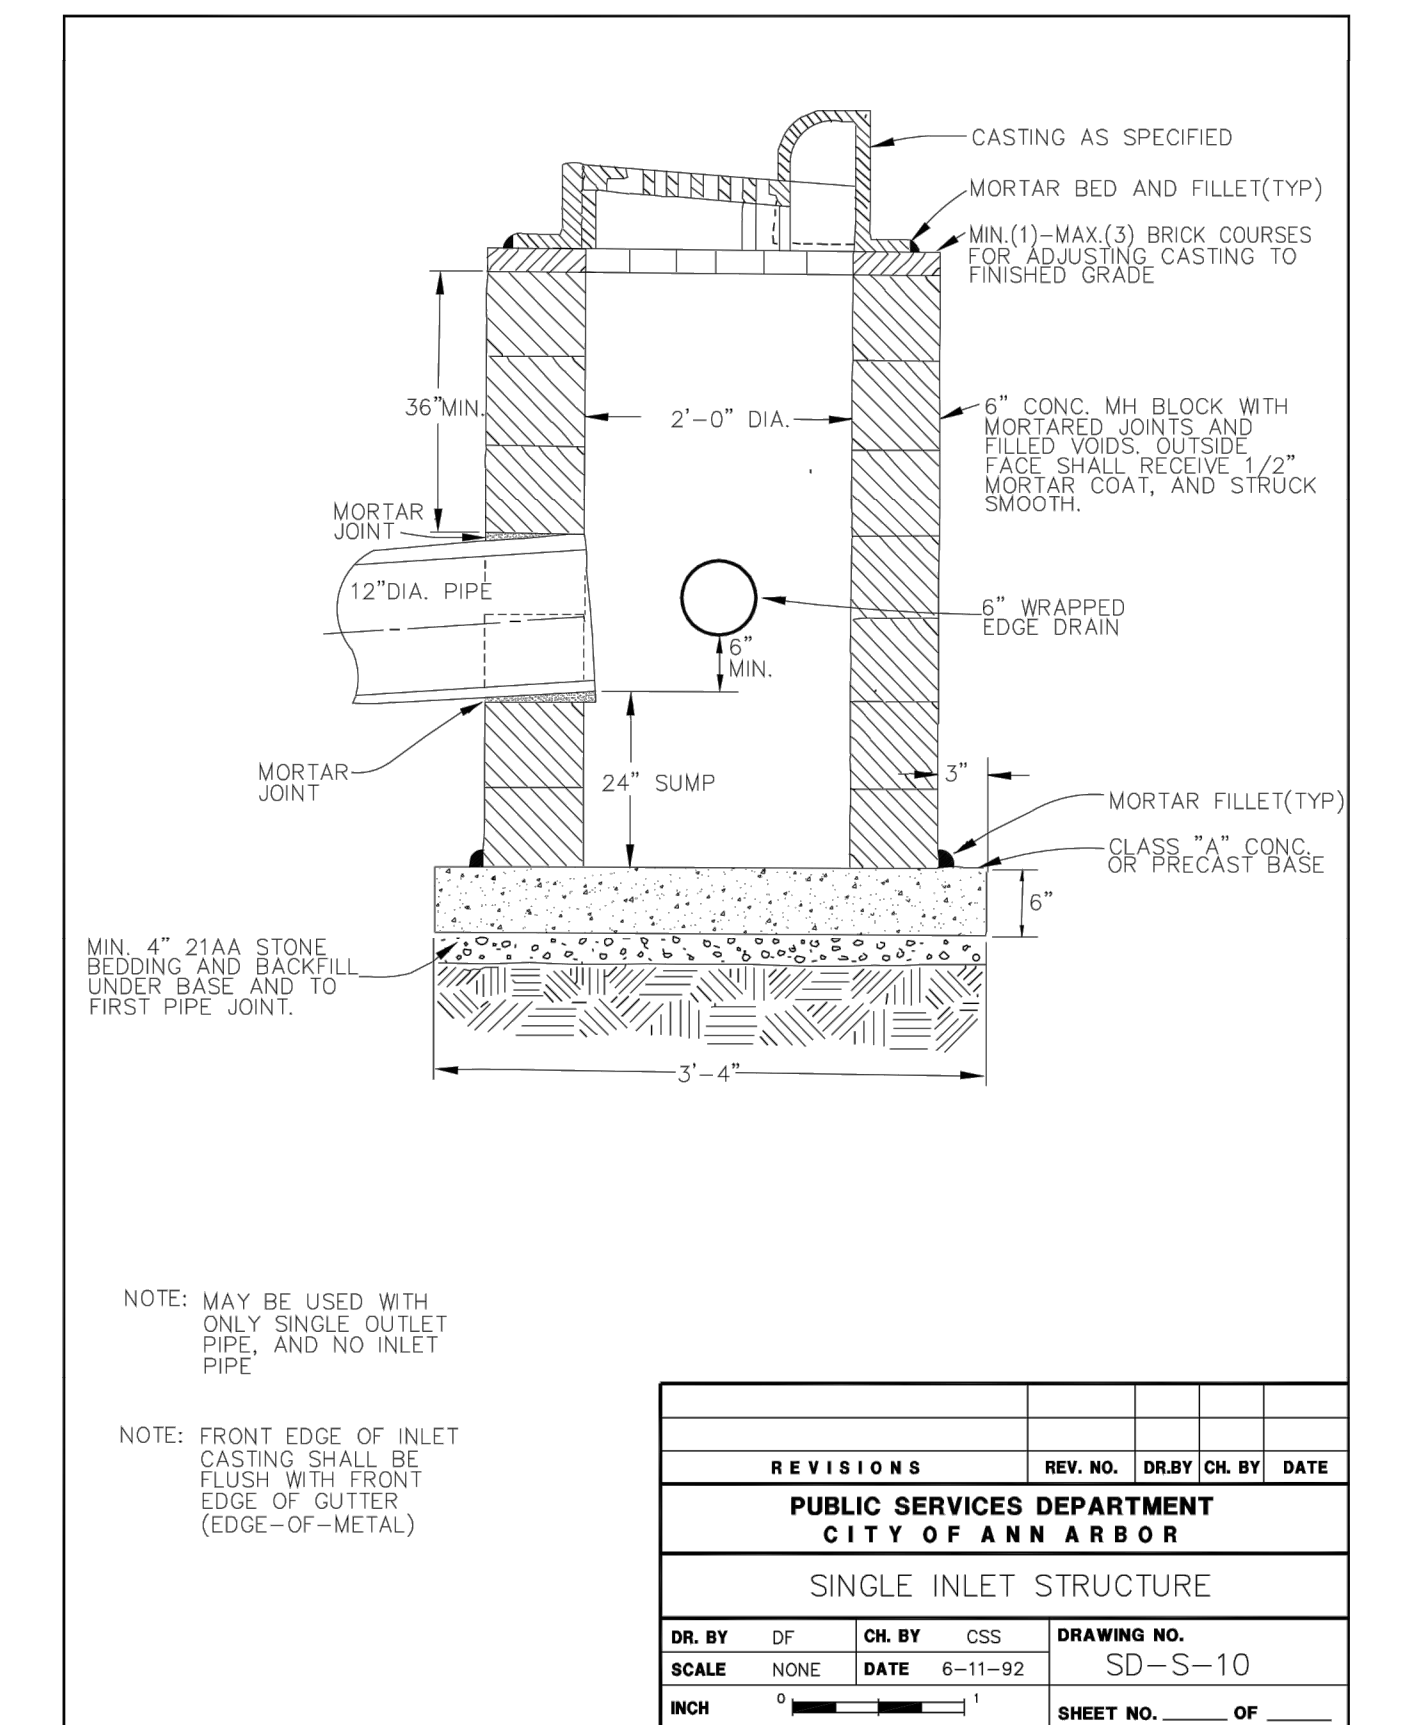 CASTING AS SPECIFIED
MORTAR BED AND FILLET(TYP)
MIN.(1)-MAX.(3) BRICK COURSES
FOR ADJUSTING CASTING TO
FINISHED GRADE
36"MIN.
2'-0" DIA.
6" CONC. MH BLOCK WITH
MORTARED JOINTS AND
FILLED VOIDS. OUTSIDE
FACE SHALL RECEIVE 1/2"
MORTAR COAT, AND STRUCK
SMOOTH.
MORTAR
JOINT
12"DIA. PIPE
6" WRAPPED
EDGE DRAIN
6"
MIN.
MORTAR
JOINT
24" SUMP
3"
MORTAR FILLET(TYP)
CLASS "A" CONC.
OR PRECAST BASE
6"
MIN. 4" 21AA STONE
BEDDING AND BACKFILL
UNDER BASE AND TO
FIRST PIPE JOINT.
3'-4"
NOTE: MAY BE USED WITH
ONLY SINGLE OUTLET
PIPE, AND NO INLET
PIPE
NOTE: FRONT EDGE OF INLET
CASTING SHALL BE
FLUSH WITH FRONT
EDGE OF GUTTER
(EDGE-OF-METAL)
REVISIONS REV. NO. DR.BY CH. BY DATE
PUBLIC SERVICES DEPARTMENT
CITY OF ANN ARBOR
SINGLE INLET STRUCTURE
DR. BY DF CH. BY CSS DRAWING NO.
SCALE NONE DATE 6-11-92 SD-S-10
INCH 0 1 SHEET NO. ______ OF ______